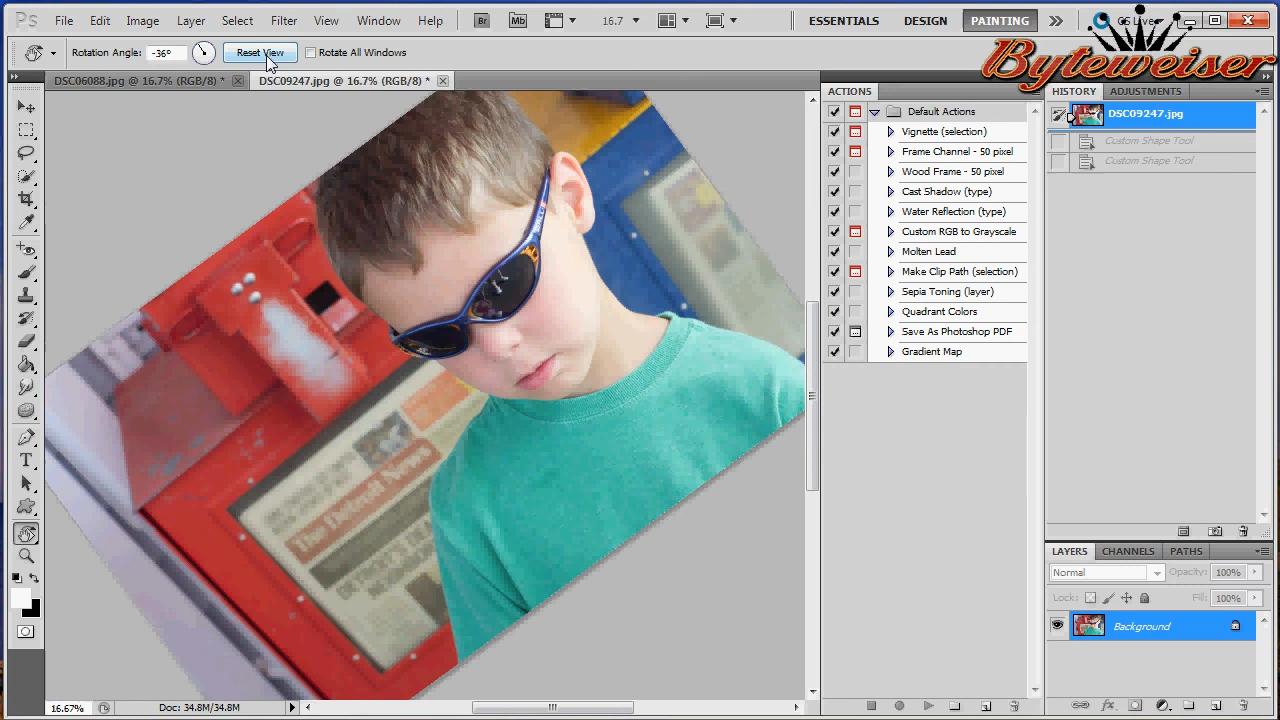 Ps File Edit Image Layer Select Filter View Window Help Br Mb 16.7 ESSENTIALS DESIGN PAINTING
Byteweiser
Rotation Angle: -36° Reset View Rotate All Windows
DSC06088.jpg @ 16.7% (RGB/8) * DSC09247.jpg @ 16.7% (RGB/8) *
ACTIONS
Default Actions
Vignette (selection)
Frame Channel - 50 pixel
Wood Frame - 50 pixel
Cast Shadow (type)
Water Reflection (type)
Custom RGB to Grayscale
Molten Lead
Make Clip Path (selection)
Sepia Toning (layer)
Quadrant Colors
Save As Photoshop PDF
Gradient Map
HISTORY ADJUSTMENTS
DSC09247.jpg
Custom Shape Tool
Custom Shape Tool
LAYERS CHANNELS PATHS
Normal Opacity: 100%
Lock: Fill: 100%
Background
The Detroit News
16.67% Doc: 34.8M/34.8M